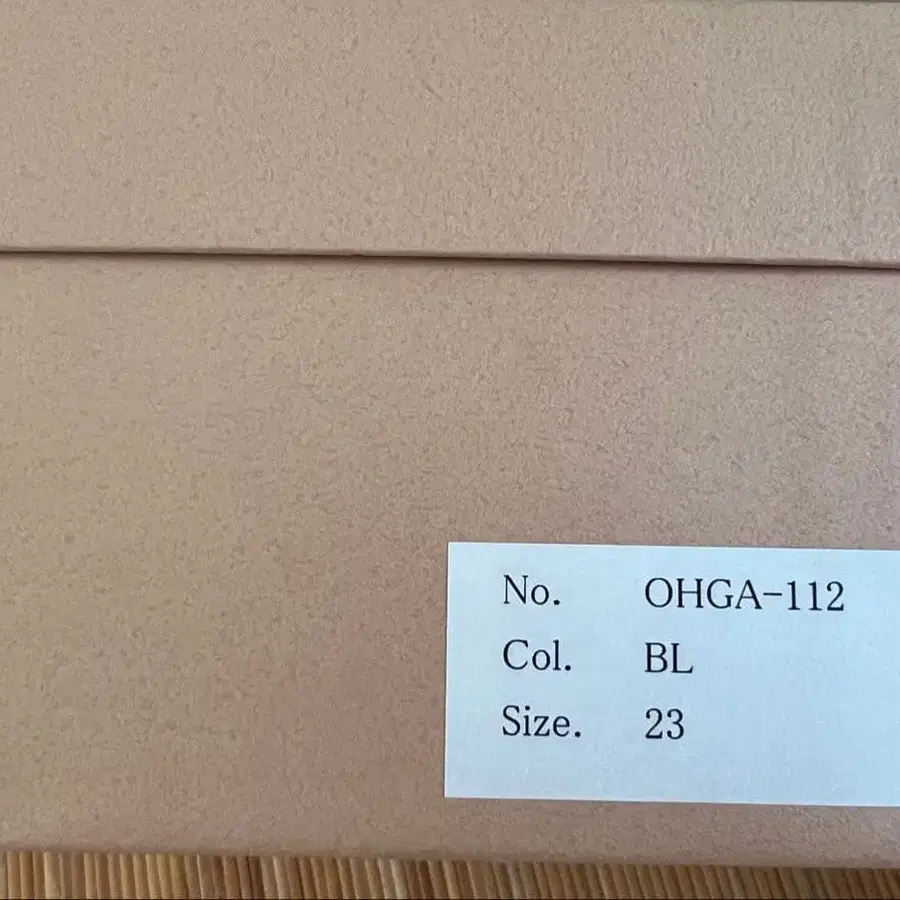 No. OHGA-112
Col. BL
Size. 23